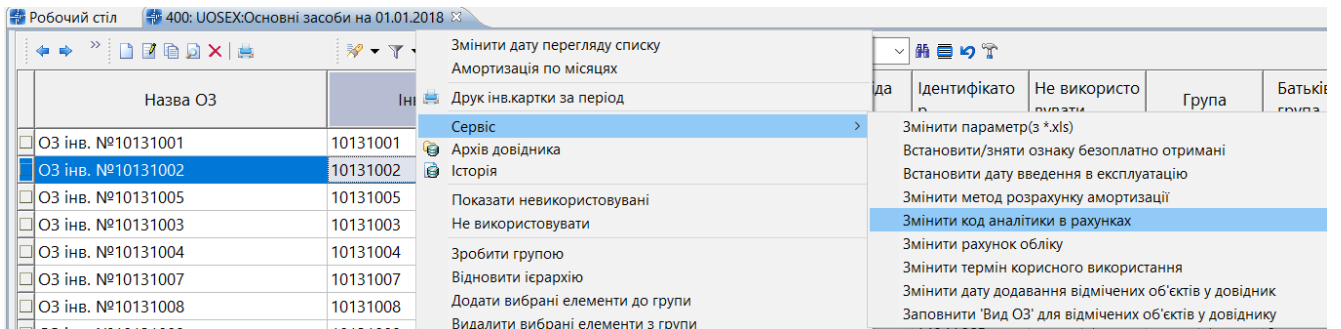 Робочий стіл
400: UOSEX:Основні засоби на 01.01.2018
Назва ОЗ
Ідентифікато
Не використо
Група
Змінити дату перегляду списку
Амортизація по місяцях
Друк інв.картки за період
Сервіс
Архів довідника
Історія
Показати невикористовувані
Не використовувати
Зробити групою
Відновити ієрархію
Додати вибрані елементи до групи
Видалити вибрані елементи з групи
Змінити параметр(з *.xls)
Встановити/зняти ознаку безоплатно отримані
Встановити дату введення в експлуатацію
Змінити метод розрахунку амортизації
Змінити код аналітики в рахунках
Змінити рахунок обліку
Змінити термін корисного використання
Змінити дату додавання відмічених об'єктів у довідник
Заповнити 'Вид ОЗ' для відмічених об'єктів у довіднику
ОЗ інв. №10131001 10131001
ОЗ інв. №10131002 10131002
ОЗ інв. №10131005 10131005
ОЗ інв. №10131003 10131003
ОЗ інв. №10131004 10131004
ОЗ інв. №10131007 10131007
ОЗ інв. №10131008 10131008